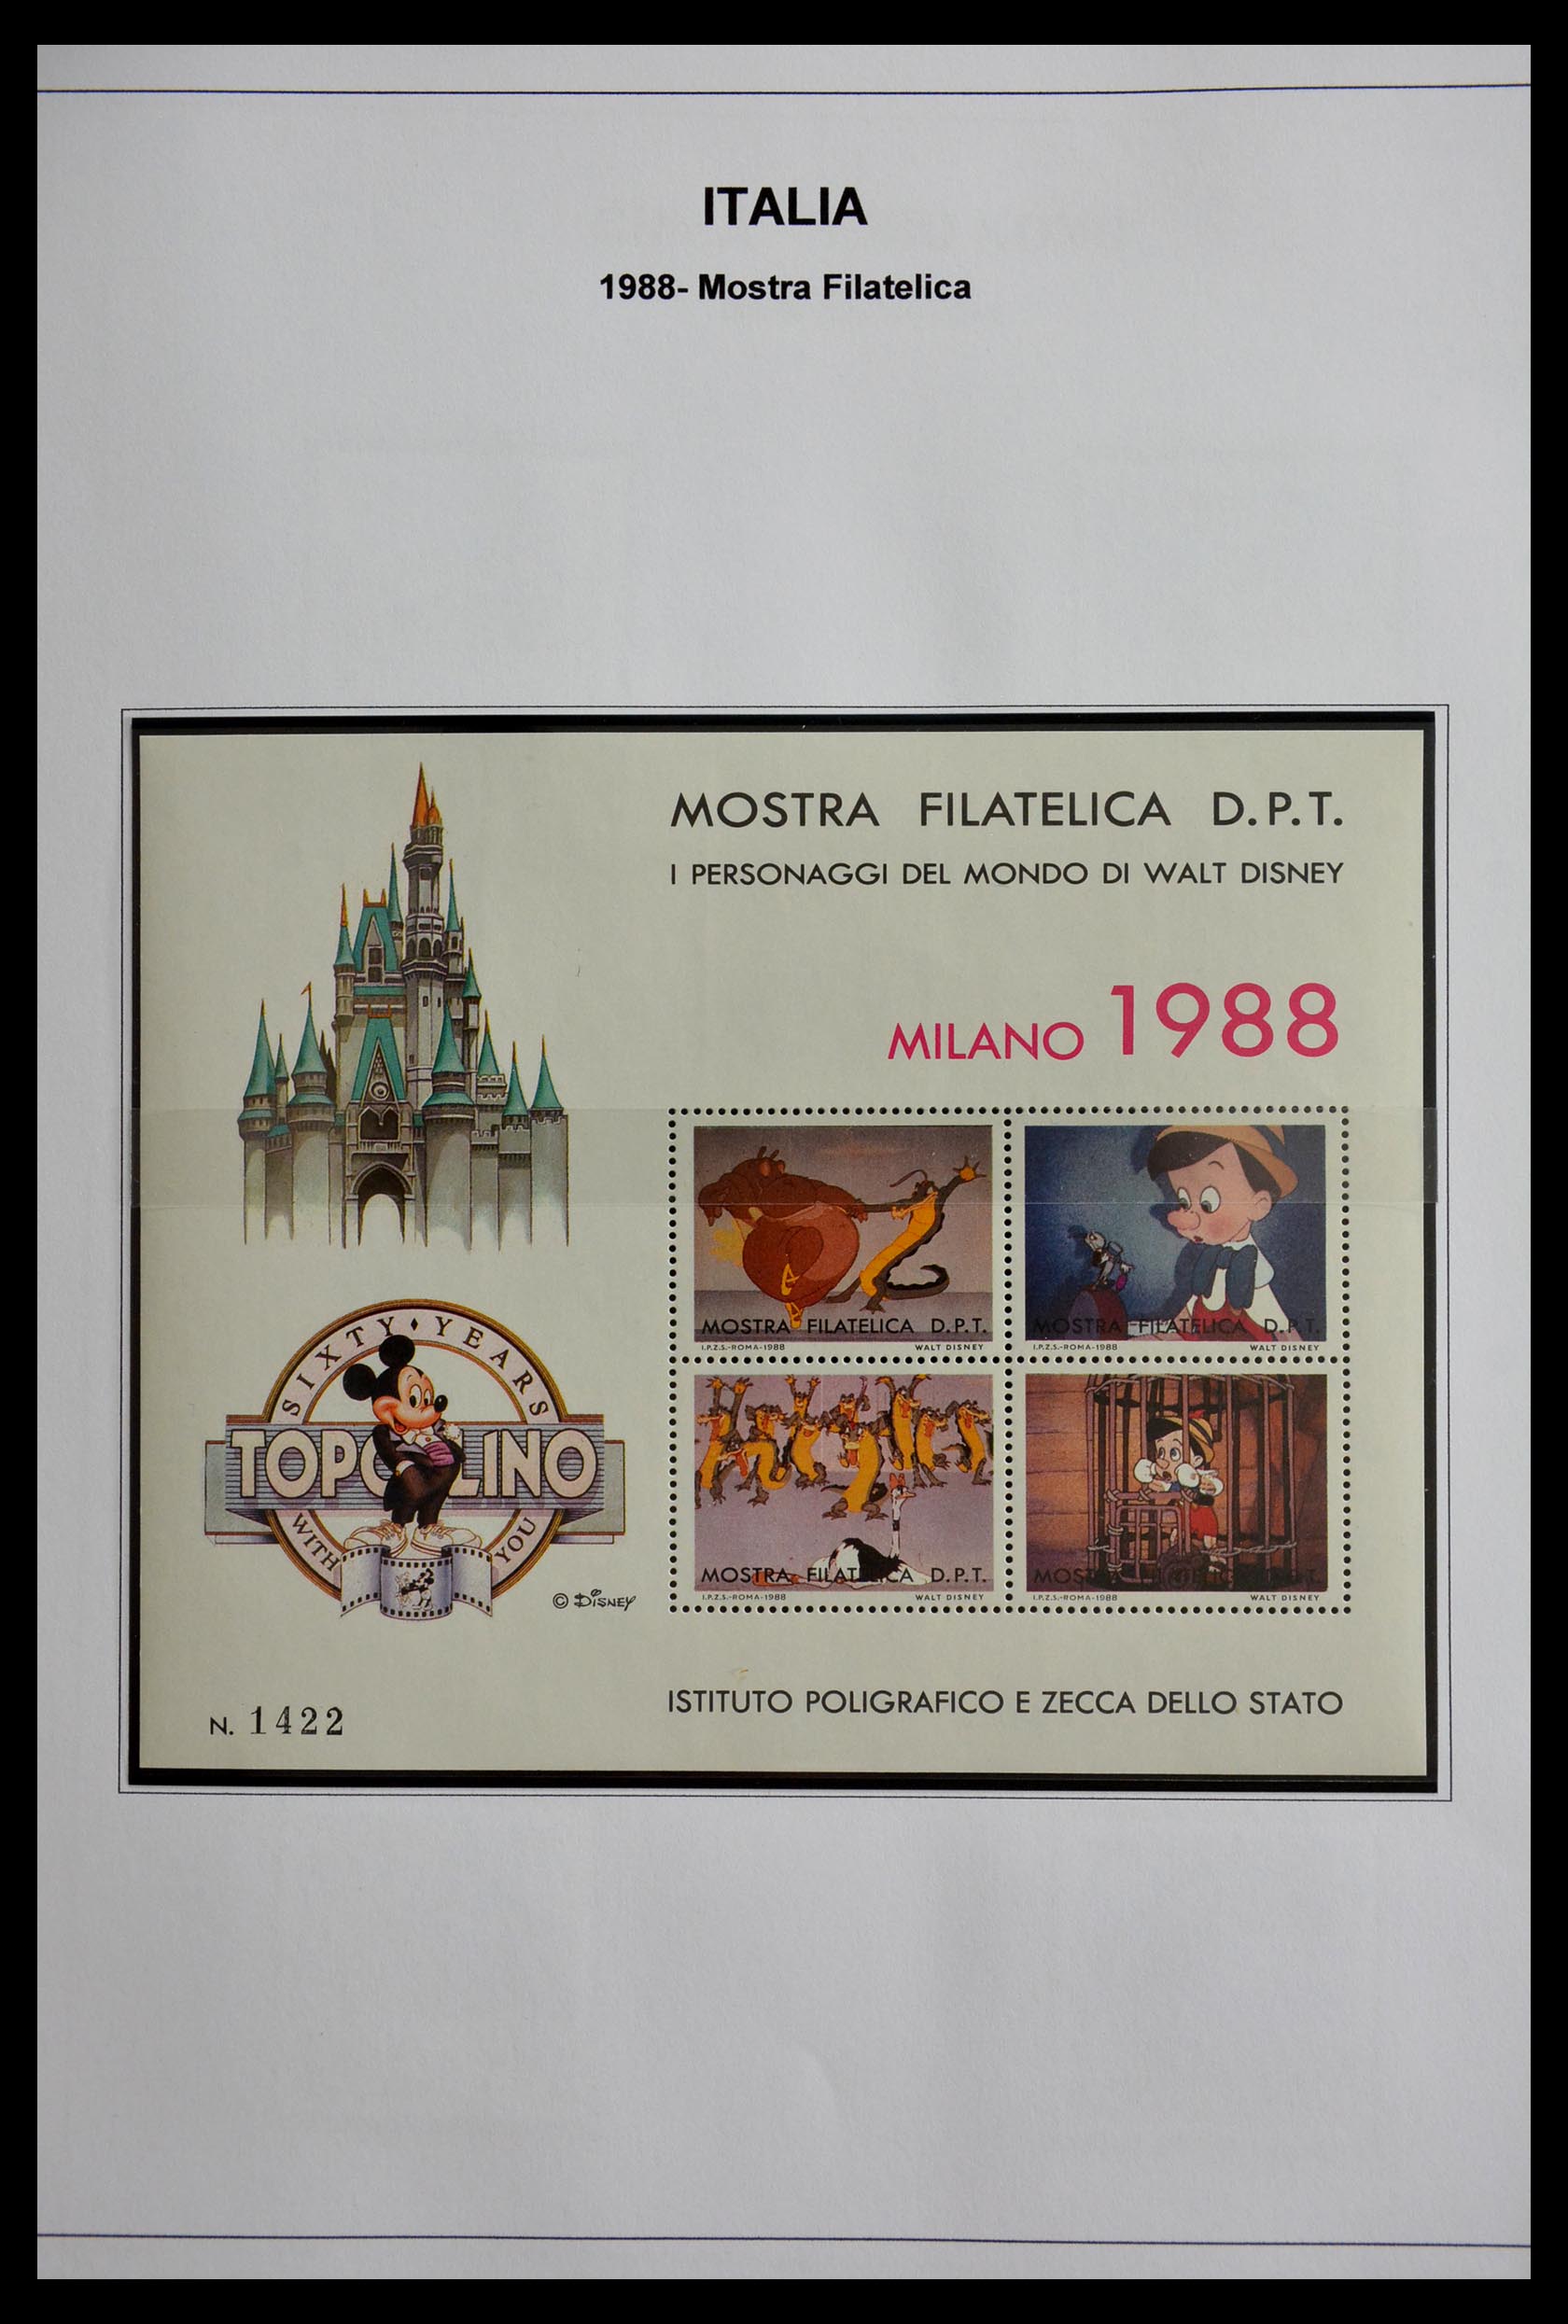 ITALIA
1988- Mostra Filatelica
MOSTRA FILATELICA D.P.T.
I PERSONAGGI DEL MONDO DI WALT DISNEY
MILANO 1988
MOSTRA FILATELICA D.P.T.
I.P.Z.S.-ROMA-1988 WALT DISNEY
MOSTRA FILATELICA D.P.T.
I.P.Z.S.-ROMA-1988 WALT DISNEY
SIXTY YEARS
TOPOLINO
WITH YOU
© Disney
MOSTRA FILATELICA D.P.T.
I.P.Z.S.-ROMA-1988 WALT DISNEY
MOSTRA FILATELICA D.P.T.
I.P.Z.S.-ROMA-1988 WALT DISNEY
ISTITUTO POLIGRAFICO E ZECCA DELLO STATO
N. 1422